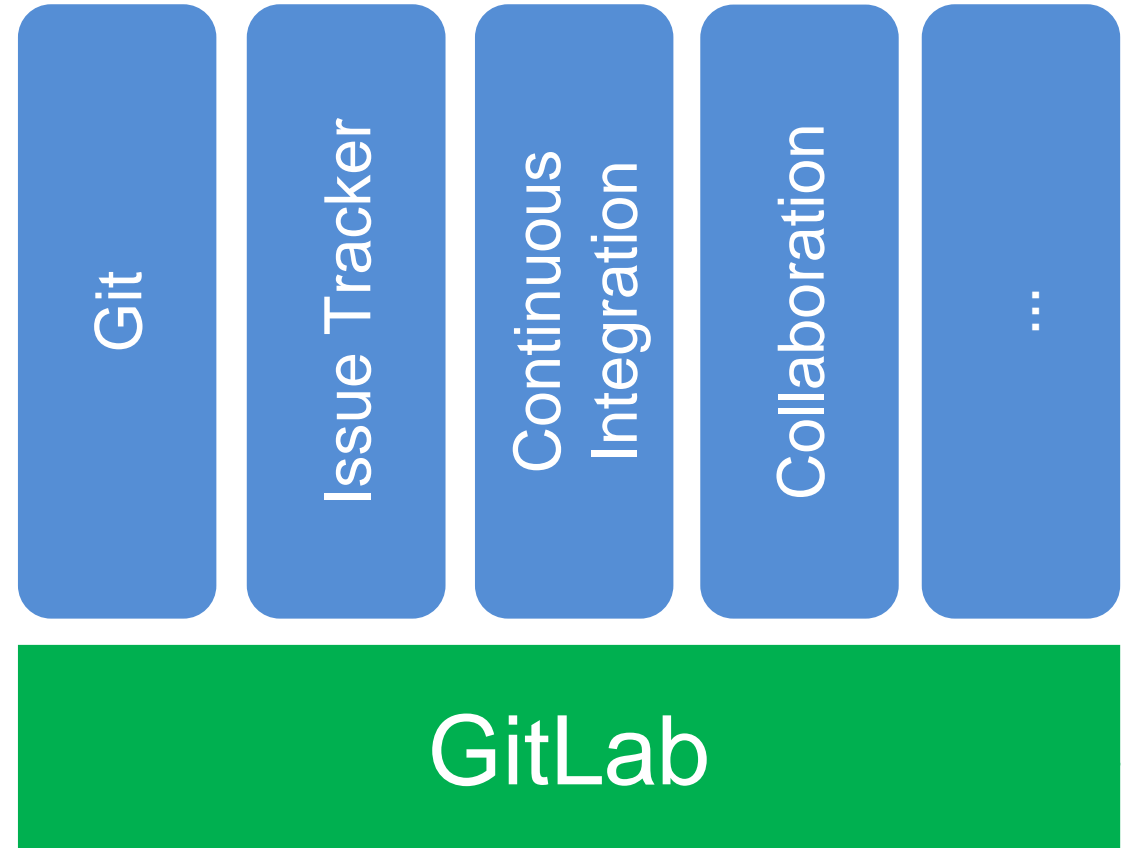 Git
Issue Tracker
Continuous
Integration
Collaboration
...
GitLab